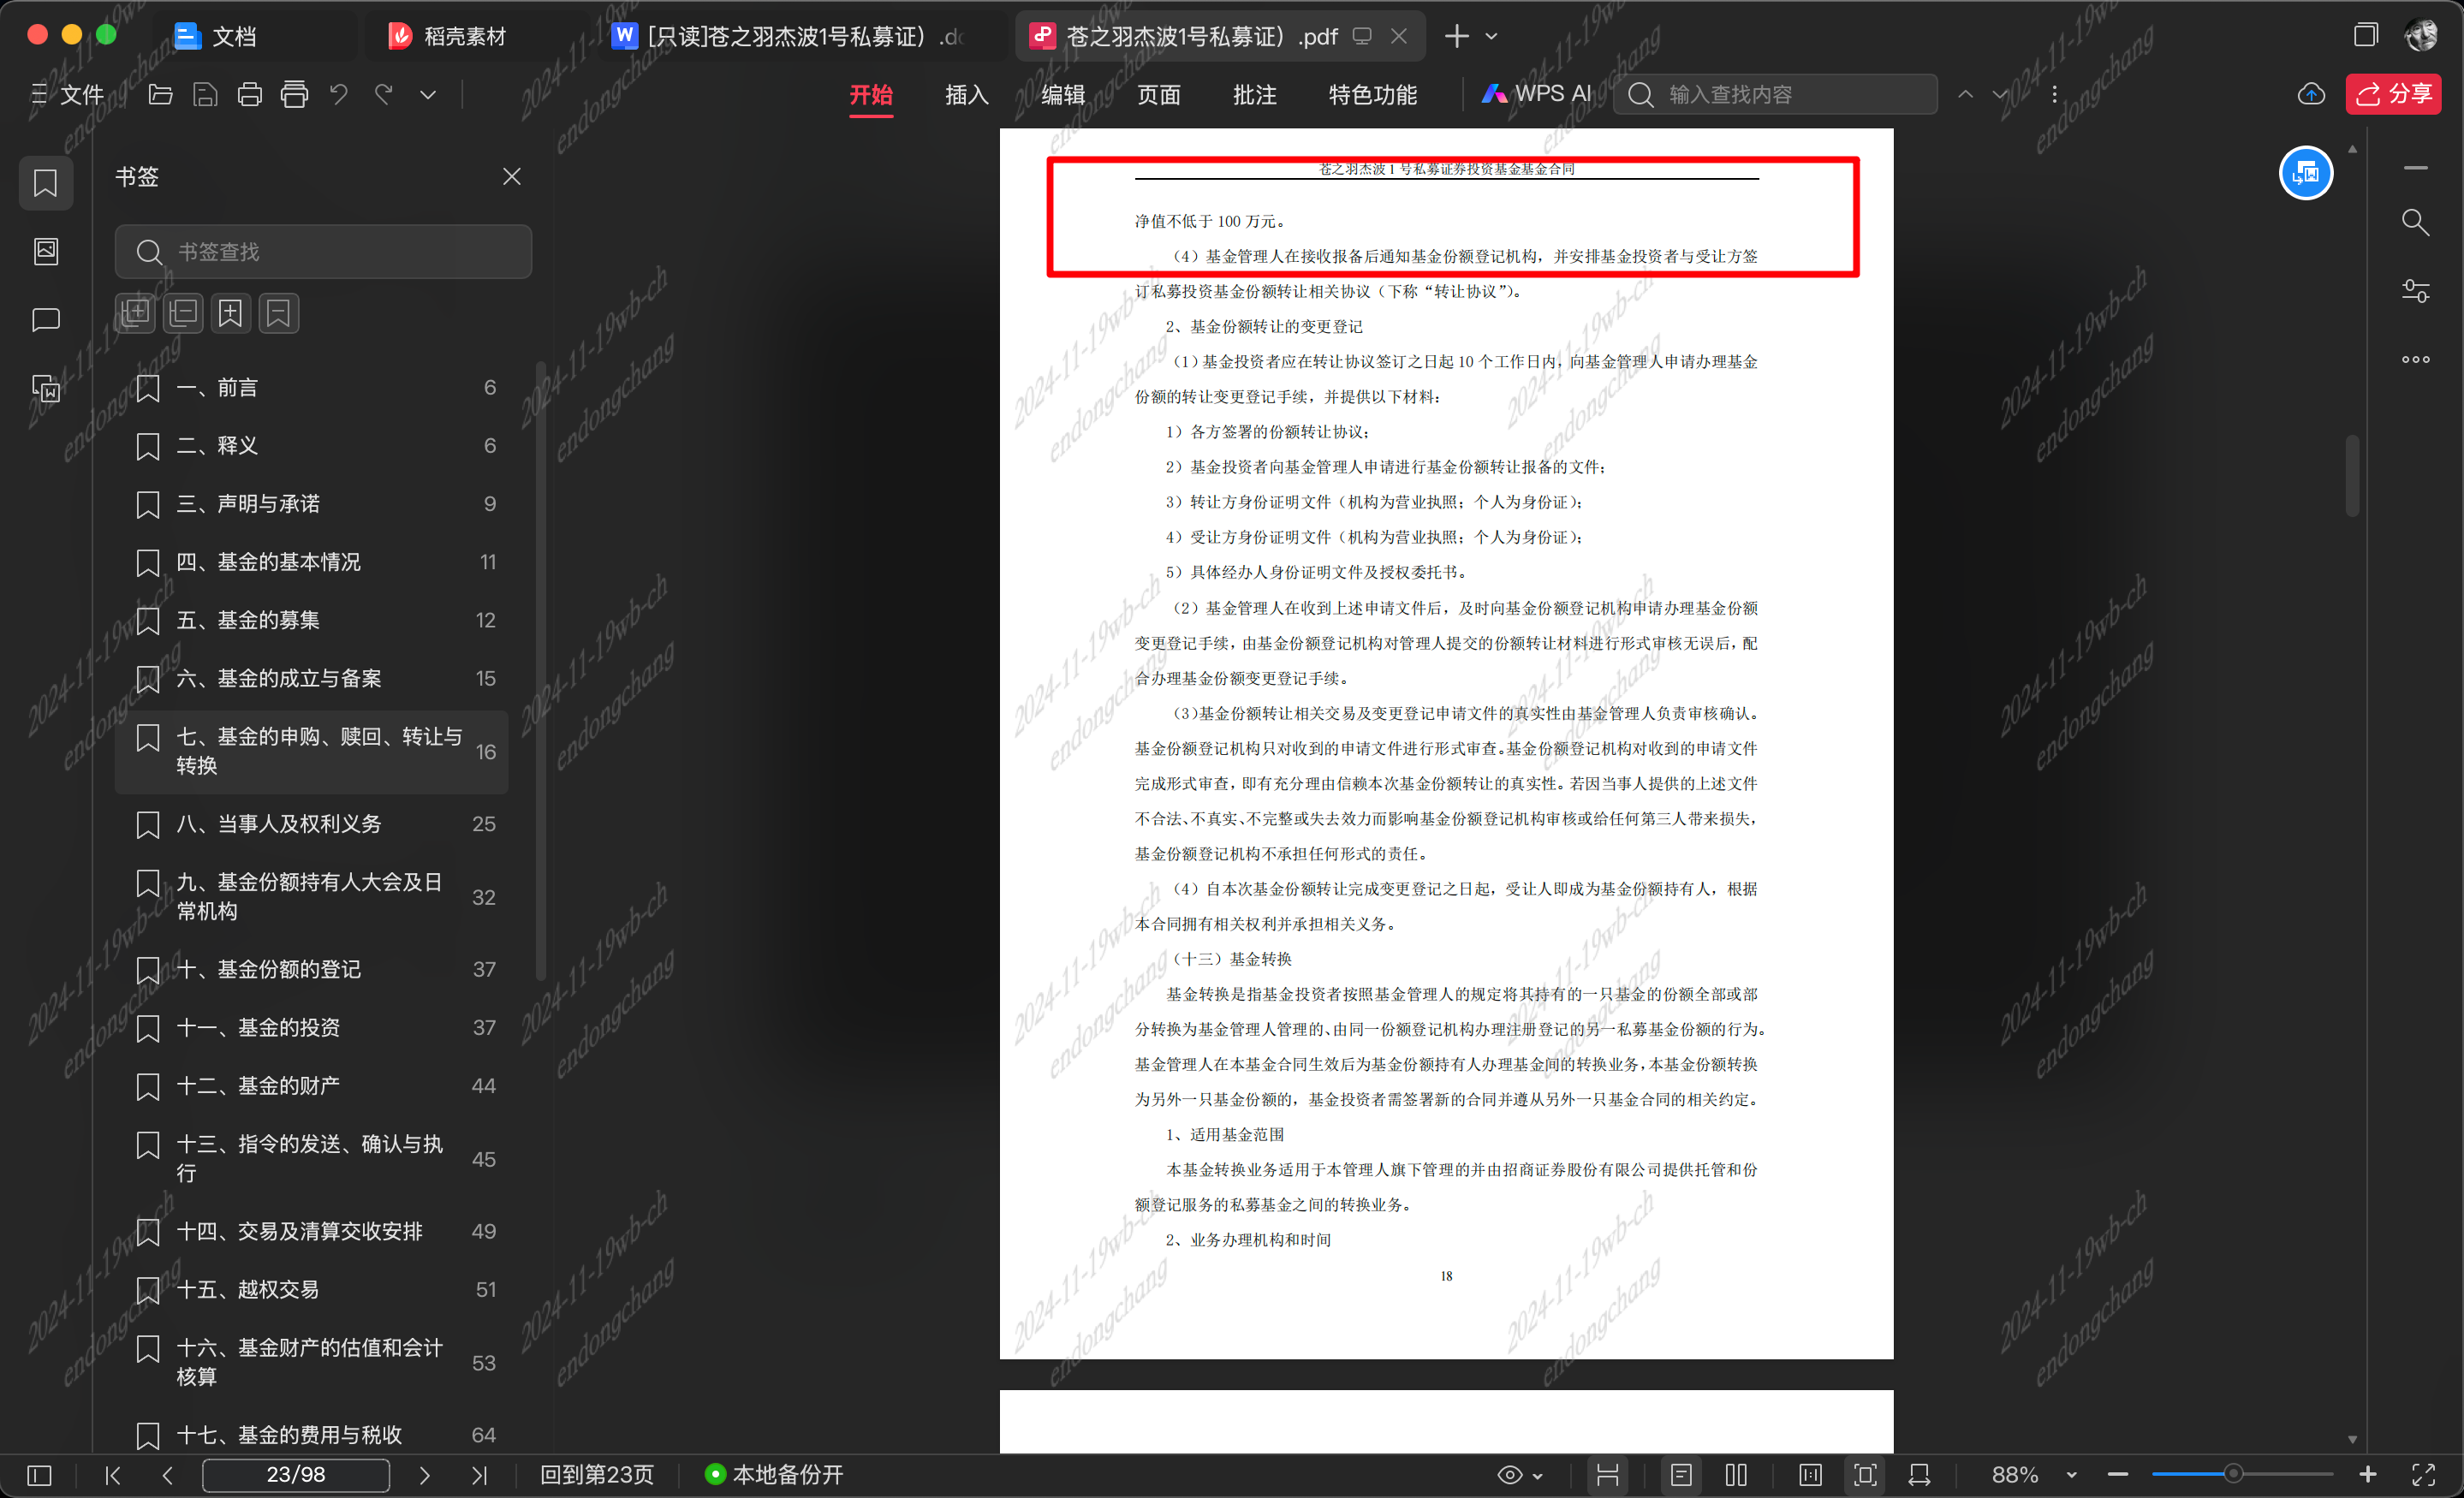 文档
稻壳素材
[只读]苍之羽杰波1号私募证）.dc
苍之羽杰波1号私募证）.pdf
文件
开始
插入
编辑
页面
批注
特色功能
WPS AI
输入查找内容
分享
书签
书签查找
一、前言 6
二、释义 6
三、声明与承诺 9
四、基金的基本情况 11
五、基金的募集 12
六、基金的成立与备案 15
七、基金的申购、赎回、转让与
转换 16
八、当事人及权利义务 25
九、基金份额持有人大会及日
常机构 32
十、基金份额的登记 37
十一、基金的投资 37
十二、基金的财产 44
十三、指令的发送、确认与执
行 45
十四、交易及清算交收安排 49
十五、越权交易 51
十六、基金财产的估值和会计
核算 53
十七、基金的费用与税收 64
苍之羽杰波1号私募证券投资基金基金合同
净值不低于 100 万元。
（4）基金管理人在接收报备后通知基金份额登记机构，并安排基金投资者与受让方签
订私募投资基金份额转让相关协议（下称“转让协议”）。
2、基金份额转让的变更登记
（1）基金投资者应在转让协议签订之日起 10 个工作日内，向基金管理人申请办理基金
份额的转让变更登记手续，并提供以下材料：
1）各方签署的份额转让协议；
2）基金投资者向基金管理人申请进行基金份额转让报备的文件；
3）转让方身份证明文件（机构为营业执照；个人为身份证）；
4）受让方身份证明文件（机构为营业执照；个人为身份证）；
5）具体经办人身份证明文件及授权委托书。
（2）基金管理人在收到上述申请文件后，及时向基金份额登记机构申请办理基金份额
变更登记手续，由基金份额登记机构对管理人提交的份额转让材料进行形式审核无误后，配
合办理基金份额变更登记手续。
（3）基金份额转让相关交易及变更登记申请文件的真实性由基金管理人负责审核确认。
基金份额登记机构只对收到的申请文件进行形式审查。基金份额登记机构对收到的申请文件
完成形式审查，即有充分理由信赖本次基金份额转让的真实性。若因当事人提供的上述文件
不合法、不真实、不完整或失去效力而影响基金份额登记机构审核或给任何第三人带来损失，
基金份额登记机构不承担任何形式的责任。
（4）自本次基金份额转让完成变更登记之日起，受让人即成为基金份额持有人，根据
本合同拥有相关权利并承担相关义务。
（十三）基金转换
基金转换是指基金投资者按照基金管理人的规定将其持有的一只基金的份额全部或部
分转换为基金管理人管理的、由同一份额登记机构办理注册登记的另一私募基金份额的行为。
基金管理人在本基金合同生效后为基金份额持有人办理基金间的转换业务，本基金份额转换
为另外一只基金份额的，基金投资者需签署新的合同并遵从另外一只基金合同的相关约定。
1、适用基金范围
本基金转换业务适用于本管理人旗下管理的并由招商证券股份有限公司提供托管和份
额登记服务的私募基金之间的转换业务。
2、业务办理机构和时间
18
23/98
回到第23页
本地备份开
88%
2024-11-19wb-ch
endongchang